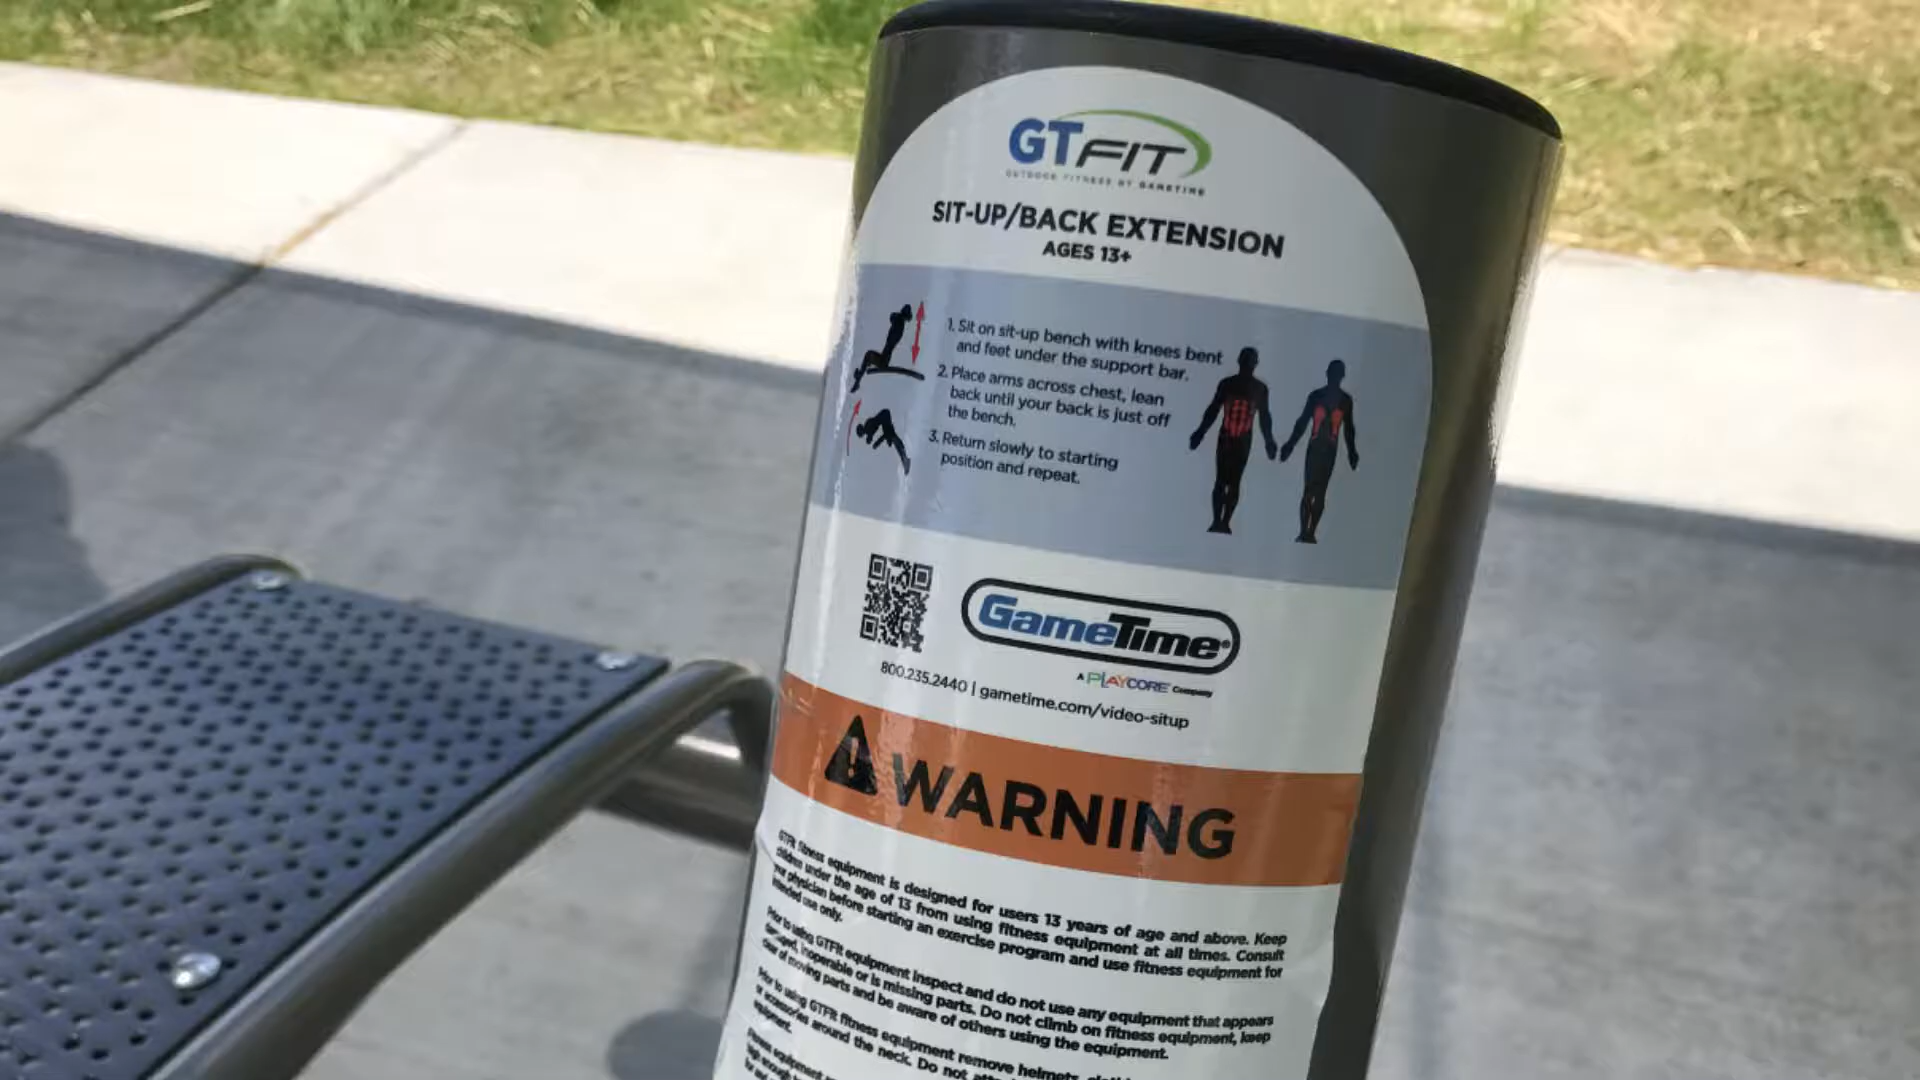 GTFIT
OUTDOOR FITNESS BY GAMETIME
SIT-UP/BACK EXTENSION
AGES 13+
1. Sit on sit-up bench with knees bent
and feet under the support bar.
2. Place arms across chest, lean
back until your back is just off
the bench.
3. Return slowly to starting
position and repeat.
GameTime®
A PLAYCORE Company
800.235.2440 | gametime.com/video-situp
WARNING
GTFit fitness equipment is designed for users 13 years of age and above. Keep
children under the age of 13 from using fitness equipment at all times. Consult
your physician before starting an exercise program and use fitness equipment for
intended use only.
Prior to using GTFit equipment inspect and do not use any equipment that appears
damaged, inoperable or is missing parts. Do not climb on fitness equipment, keep
clear of moving parts and be aware of others using the equipment.
Prior to using GTFit fitness equipment remove helmets,
or accessories around the neck. Do not
equipment.
Fitness equipment
high enough